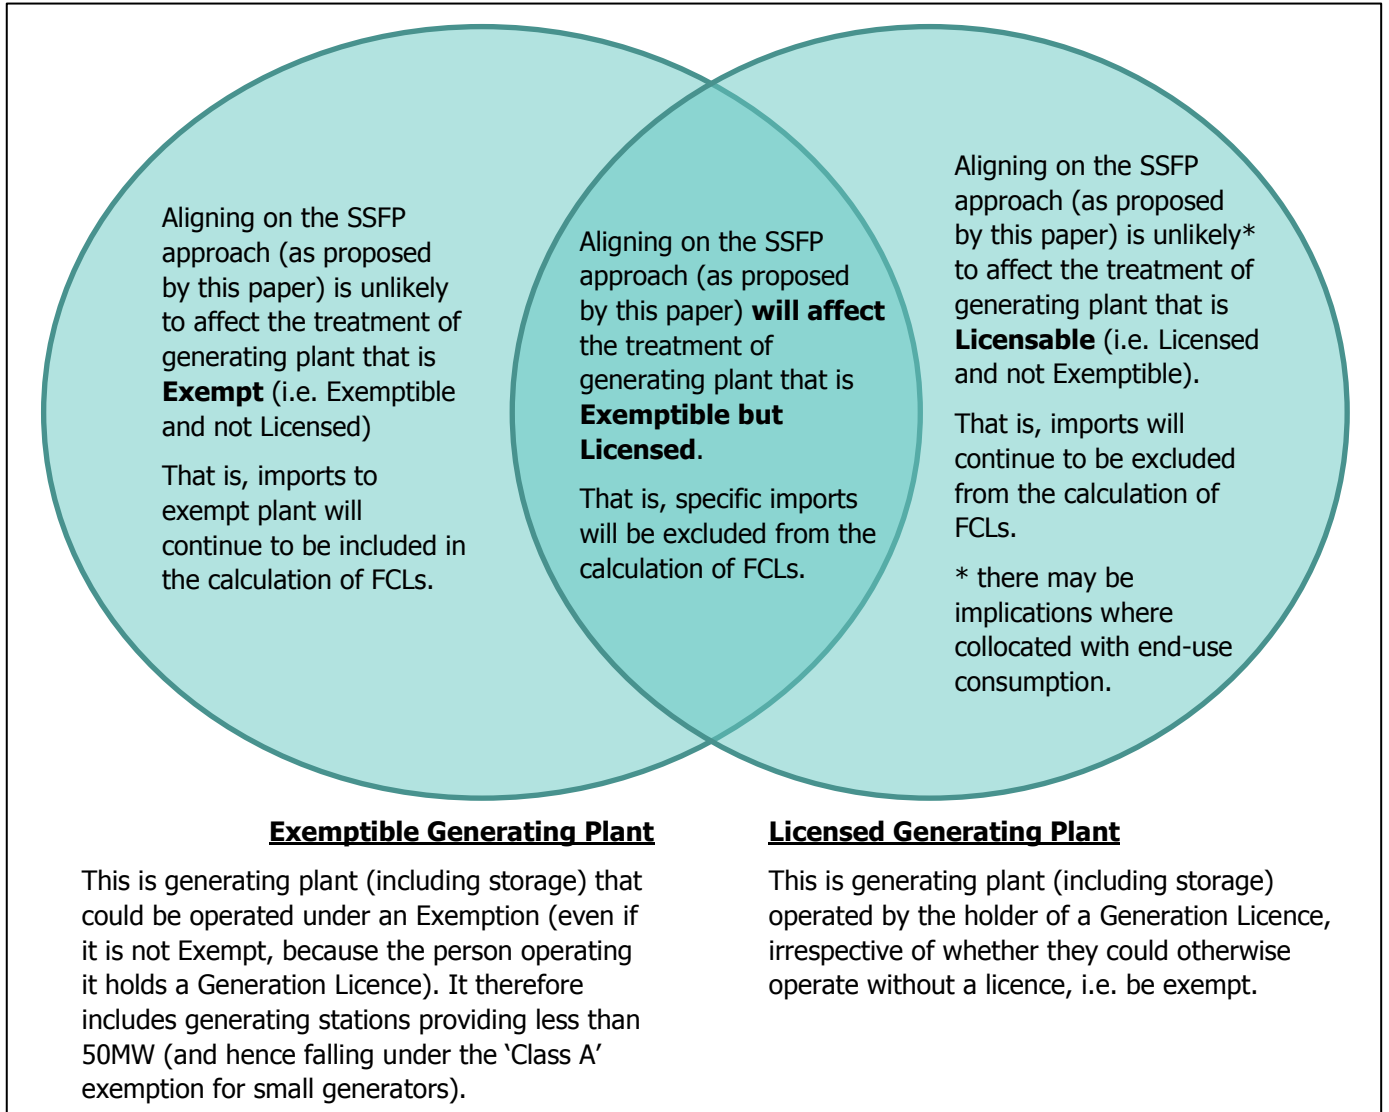 Aligning on the SSFP
approach (as proposed
by this paper) is unlikely
to affect the treatment of
generating plant that is
Exempt (i.e. Exemptible
and not Licensed)
That is, imports to
exempt plant will
continue to be included in
the calculation of FCLs.
Aligning on the SSFP
approach (as proposed
by this paper) will affect
the treatment of
generating plant that is
Exemptible but
Licensed.
That is, specific imports
will be excluded from the
calculation of FCLs.
Aligning on the SSFP
approach (as proposed
by this paper) is unlikely*
to affect the treatment of
generating plant that is
Licensable (i.e. Licensed
and not Exemptible).
That is, imports will
continue to be excluded
from the calculation of
FCLs.
* there may be
implications where
collocated with end-use
consumption.
Exemptible Generating Plant
This is generating plant (including storage) that
could be operated under an Exemption (even if
it is not Exempt, because the person operating
it holds a Generation Licence). It therefore
includes generating stations providing less than
50MW (and hence falling under the ‘Class A’
exemption for small generators).
Licensed Generating Plant
This is generating plant (including storage)
operated by the holder of a Generation Licence,
irrespective of whether they could otherwise
operate without a licence, i.e. be exempt.